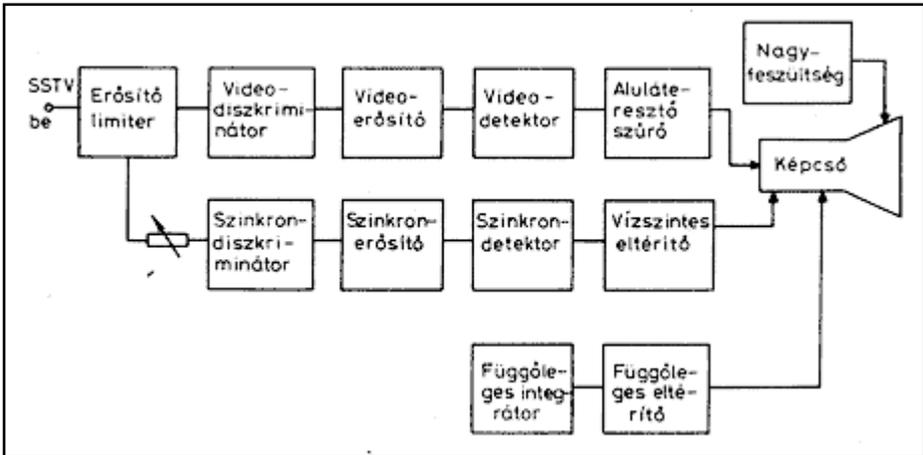 SSTV
be
Erősítő
limiter
Video-
diszkrimi-
nátor
Video-
erősítő
Video-
detektor
Aluláte-
resztő
szűrő
Nagy-
feszültség
Képcső
Szinkron-
diszkri-
minátor
Szinkron-
erősítő
Szinkron-
detektor
Vízszintes
eltérítő
Függőle-
ges integ-
rátor
Függőle-
ges elté-
rítő